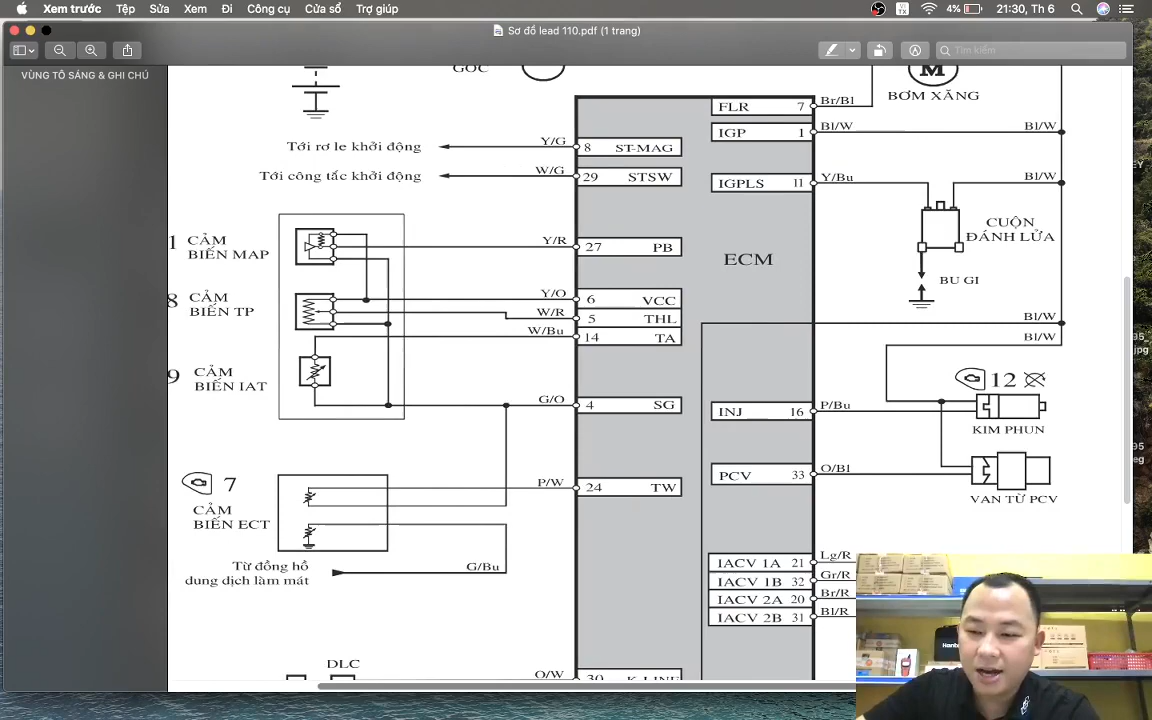 Xem trước Tệp Sửa Xem Đi Công cụ Cửa sổ Trợ giúp 4% 21:30, Th 6
Sơ đồ lead 110.pdf (1 trang)
Tìm kiếm
VÙNG TÔ SÁNG & GHI CHÚ
GỐC
M
BƠM XĂNG
FLR 7 Br/Bl
IGP 1 Bl/W Bl/W
Tới rơ le khởi động Y/G 8 ST-MAG
Tới công tắc khởi động W/G 29 STSW
IGPLS 11 Y/Bu Bl/W
CUỘN
ĐÁNH LỬA
BU GI
1 CẢM
BIẾN MAP
Y/R 27 PB
ECM
8 CẢM
BIẾN TP
Y/O 6 VCC
W/R 5 THL
W/Bu 14 TA
Bl/W
Bl/W
9 CẢM
BIẾN IAT
G/O 4 SG
12
INJ 16 P/Bu
KIM PHUN
PCV 33 O/Bl
VAN TỪ PCV
7
CẢM
BIẾN ECT
P/W 24 TW
Từ đồng hồ
dung dịch làm mát
G/Bu
IACV 1A 21 Lg/R
IACV 1B 32 Gr/R
IACV 2A 20 Br/R
IACV 2B 31 Bl/R
DLC
O/W 30 K-LINE